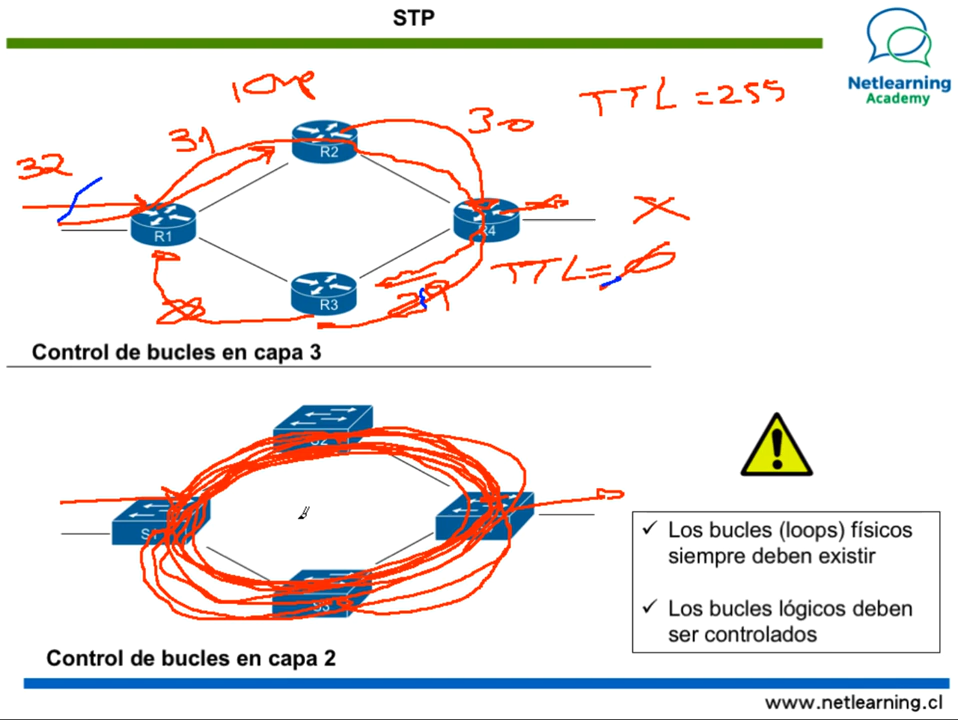 STP
Netlearning
Academy
TTL = 255
30
31
32
R2
R1
R4
TTL=
29
R3
Control de bucles en capa 3
S3
✓ Los bucles (loops) físicos
siempre deben existir
✓ Los bucles lógicos deben
ser controlados
Control de bucles en capa 2
www.netlearning.cl